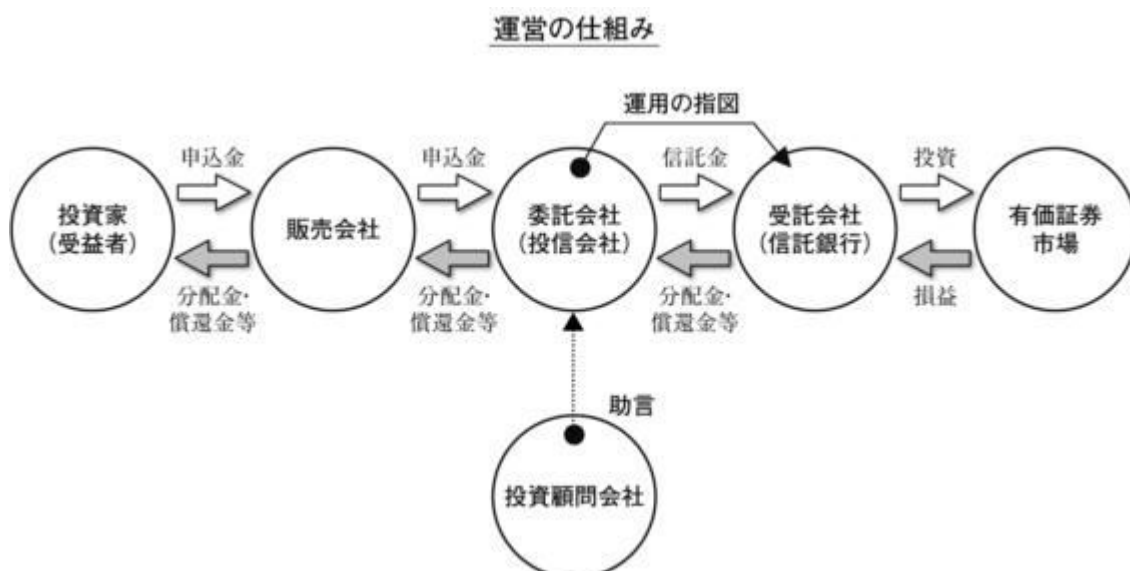 運営の仕組み
運用の指図
申込金
申込金
信託金
投資
投資家
(受益者)
販売会社
委託会社
(投信会社)
受託会社
(信託銀行)
有価証券
市場
分配金・
償還金等
分配金・
償還金等
分配金・
償還金等
損益
助言
投資顧問会社